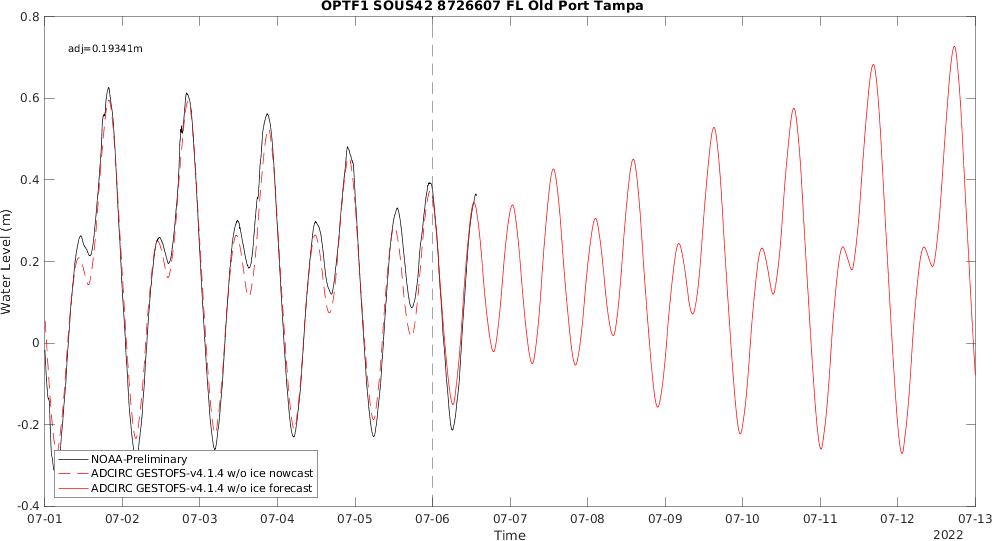 OPTF1 SOUS42 8726607 FL Old Port Tampa
adj=0.19341m
Water Level (m)
0.8
0.6
0.4
0.2
0
-0.2
-0.4
NOAA-Preliminary
ADCIRC GESTOFS-v4.1.4 w/o ice nowcast
ADCIRC GESTOFS-v4.1.4 w/o ice forecast
07-01 07-02 07-03 07-04 07-05 07-06 07-07 07-08 07-09 07-10 07-11 07-12 07-13
Time
2022